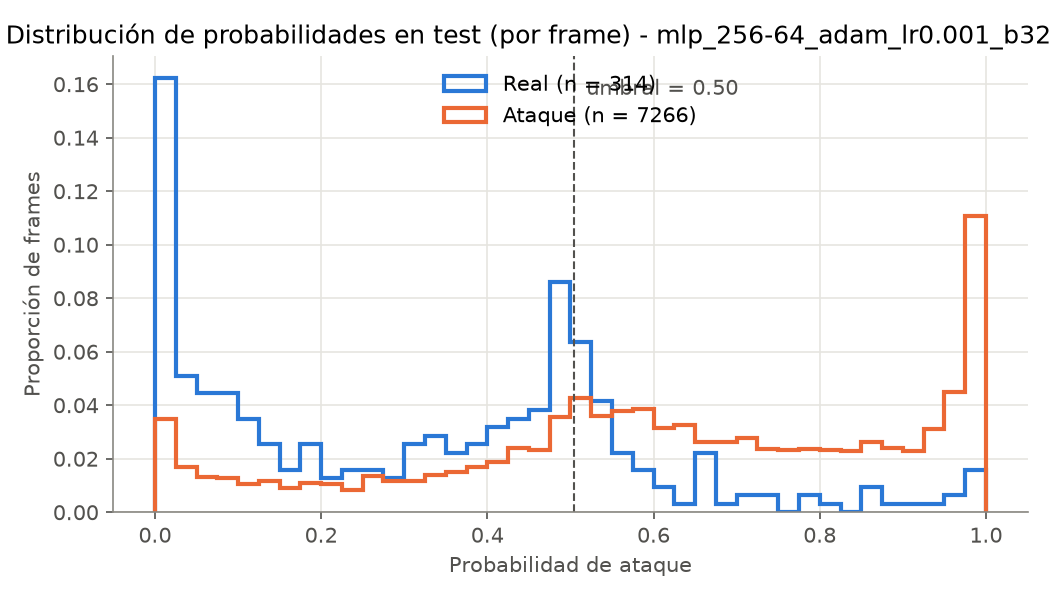 Distribución de probabilidades en test (por frame) - mlp_256-64_adam_lr0.001_b32
Real (n = 314)
umbral = 0.50
Ataque (n = 7266)
Proporción de frames
0.16
0.14
0.12
0.10
0.08
0.06
0.04
0.02
0.00
0.0 0.2 0.4 0.6 0.8 1.0
Probabilidad de ataque